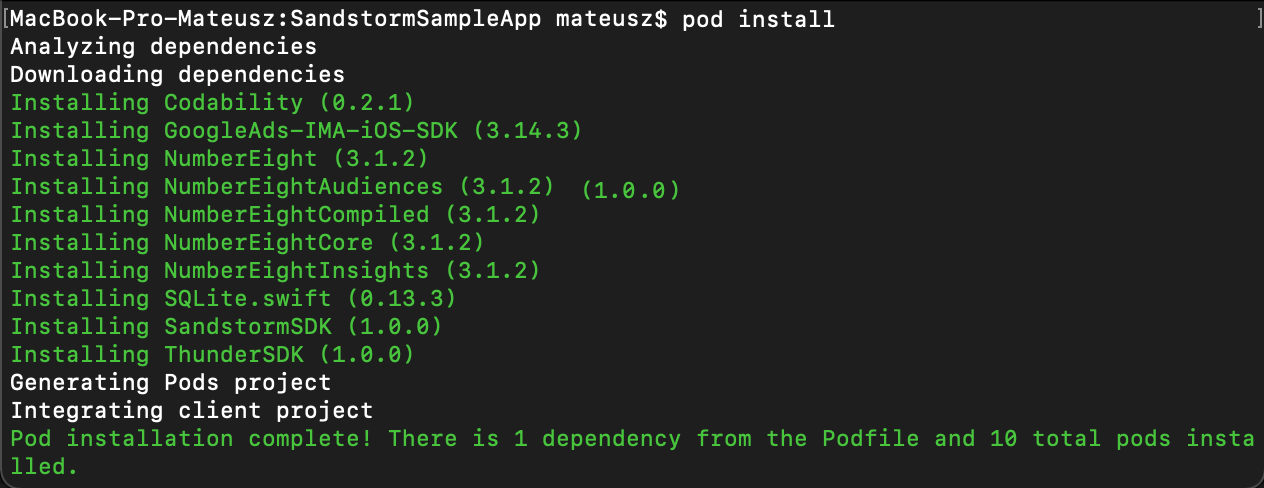 [MacBook-Pro-Mateusz:SandstormSampleApp mateusz$ pod install ]
Analyzing dependencies
Downloading dependencies
Installing Codability (0.2.1)
Installing GoogleAds-IMA-iOS-SDK (3.14.3)
Installing NumberEight (3.1.2)
Installing NumberEightAudiences (3.1.2) (1.0.0)
Installing NumberEightCompiled (3.1.2)
Installing NumberEightCore (3.1.2)
Installing NumberEightInsights (3.1.2)
Installing SQLite.swift (0.13.3)
Installing SandstormSDK (1.0.0)
Installing ThunderSDK (1.0.0)
Generating Pods project
Integrating client project
Pod installation complete! There is 1 dependency from the Podfile and 10 total pods insta
lled.